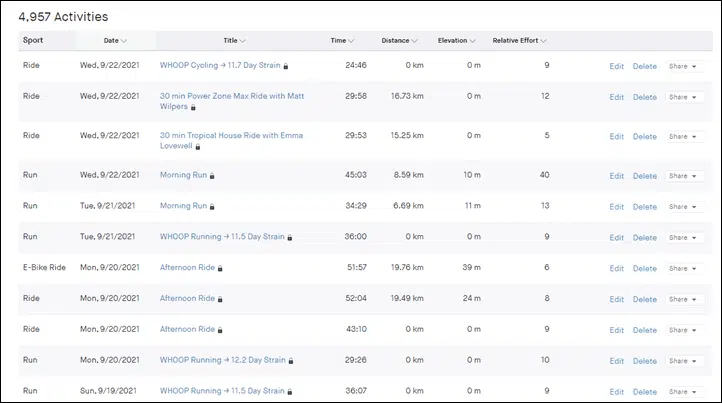 4,957 Activities
Sport Date Title Time Distance Elevation Relative Effort
Ride Wed, 9/22/2021 WHOOP Cycling → 11.7 Day Strain 24:46 0 km 0 m 9 Edit Delete Share
Ride Wed, 9/22/2021 30 min Power Zone Max Ride with Matt 29:58 16.73 km 0 m 12 Edit Delete Share
Wilpers
Ride Wed, 9/22/2021 30 min Tropical House Ride with Emma 29:53 15.25 km 0 m 5 Edit Delete Share
Lovewell
Run Wed, 9/22/2021 Morning Run 45:03 8.59 km 10 m 40 Edit Delete Share
Run Tue, 9/21/2021 Morning Run 34:29 6.69 km 11 m 13 Edit Delete Share
Run Tue, 9/21/2021 WHOOP Running → 11.5 Day Strain 36:00 0 km 0 m 9 Edit Delete Share
E-Bike Ride Mon, 9/20/2021 Afternoon Ride 51:57 19.76 km 39 m 6 Edit Delete Share
Ride Mon, 9/20/2021 Afternoon Ride 52:04 19.49 km 24 m 8 Edit Delete Share
Ride Mon, 9/20/2021 Afternoon Ride 43:10 0 km 0 m 9 Edit Delete Share
Run Mon, 9/20/2021 WHOOP Running → 12.2 Day Strain 29:26 0 km 0 m 10 Edit Delete Share
Run Sun, 9/19/2021 WHOOP Running → 11.5 Day Strain 36:07 0 km 0 m 9 Edit Delete Share